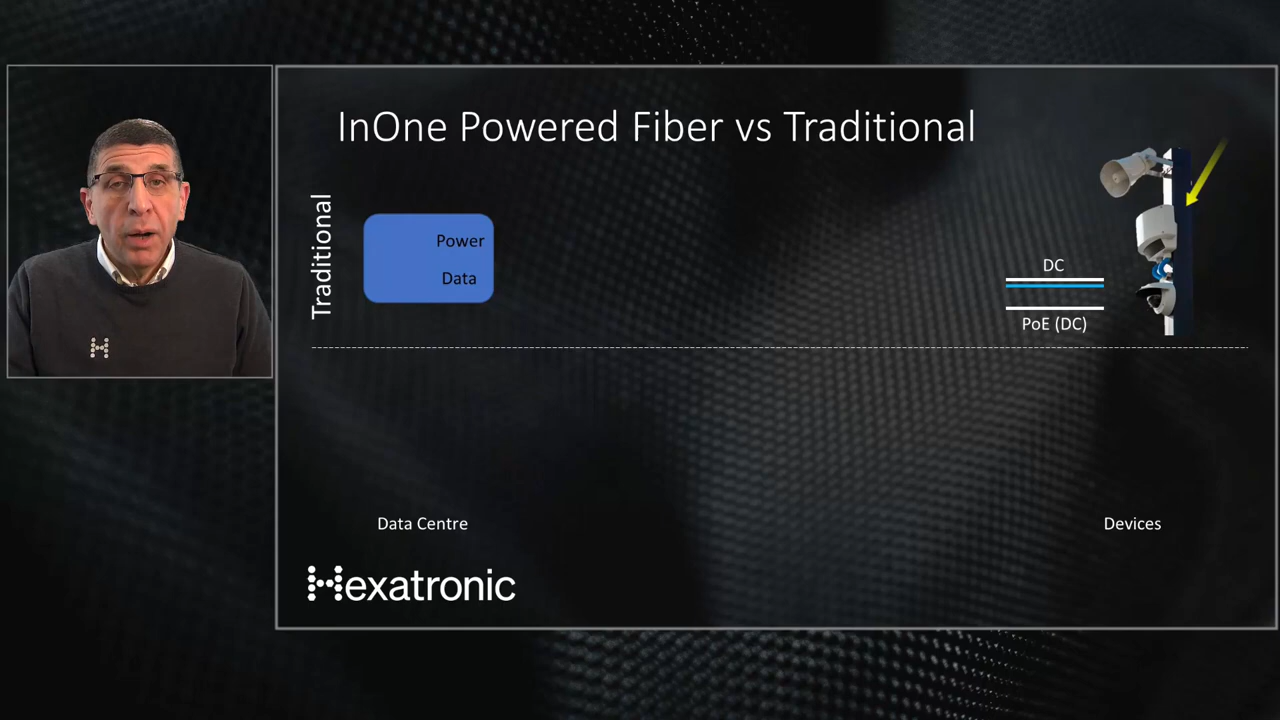 InOne Powered Fiber vs Traditional
Traditional
Power
Data
DC
PoE (DC)
Data Centre
Devices
Hexatronic